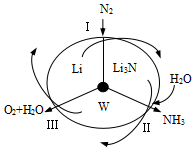 N₂
I
Li Li₃N
H₂O
W
O₂+H₂O NH₃
III II